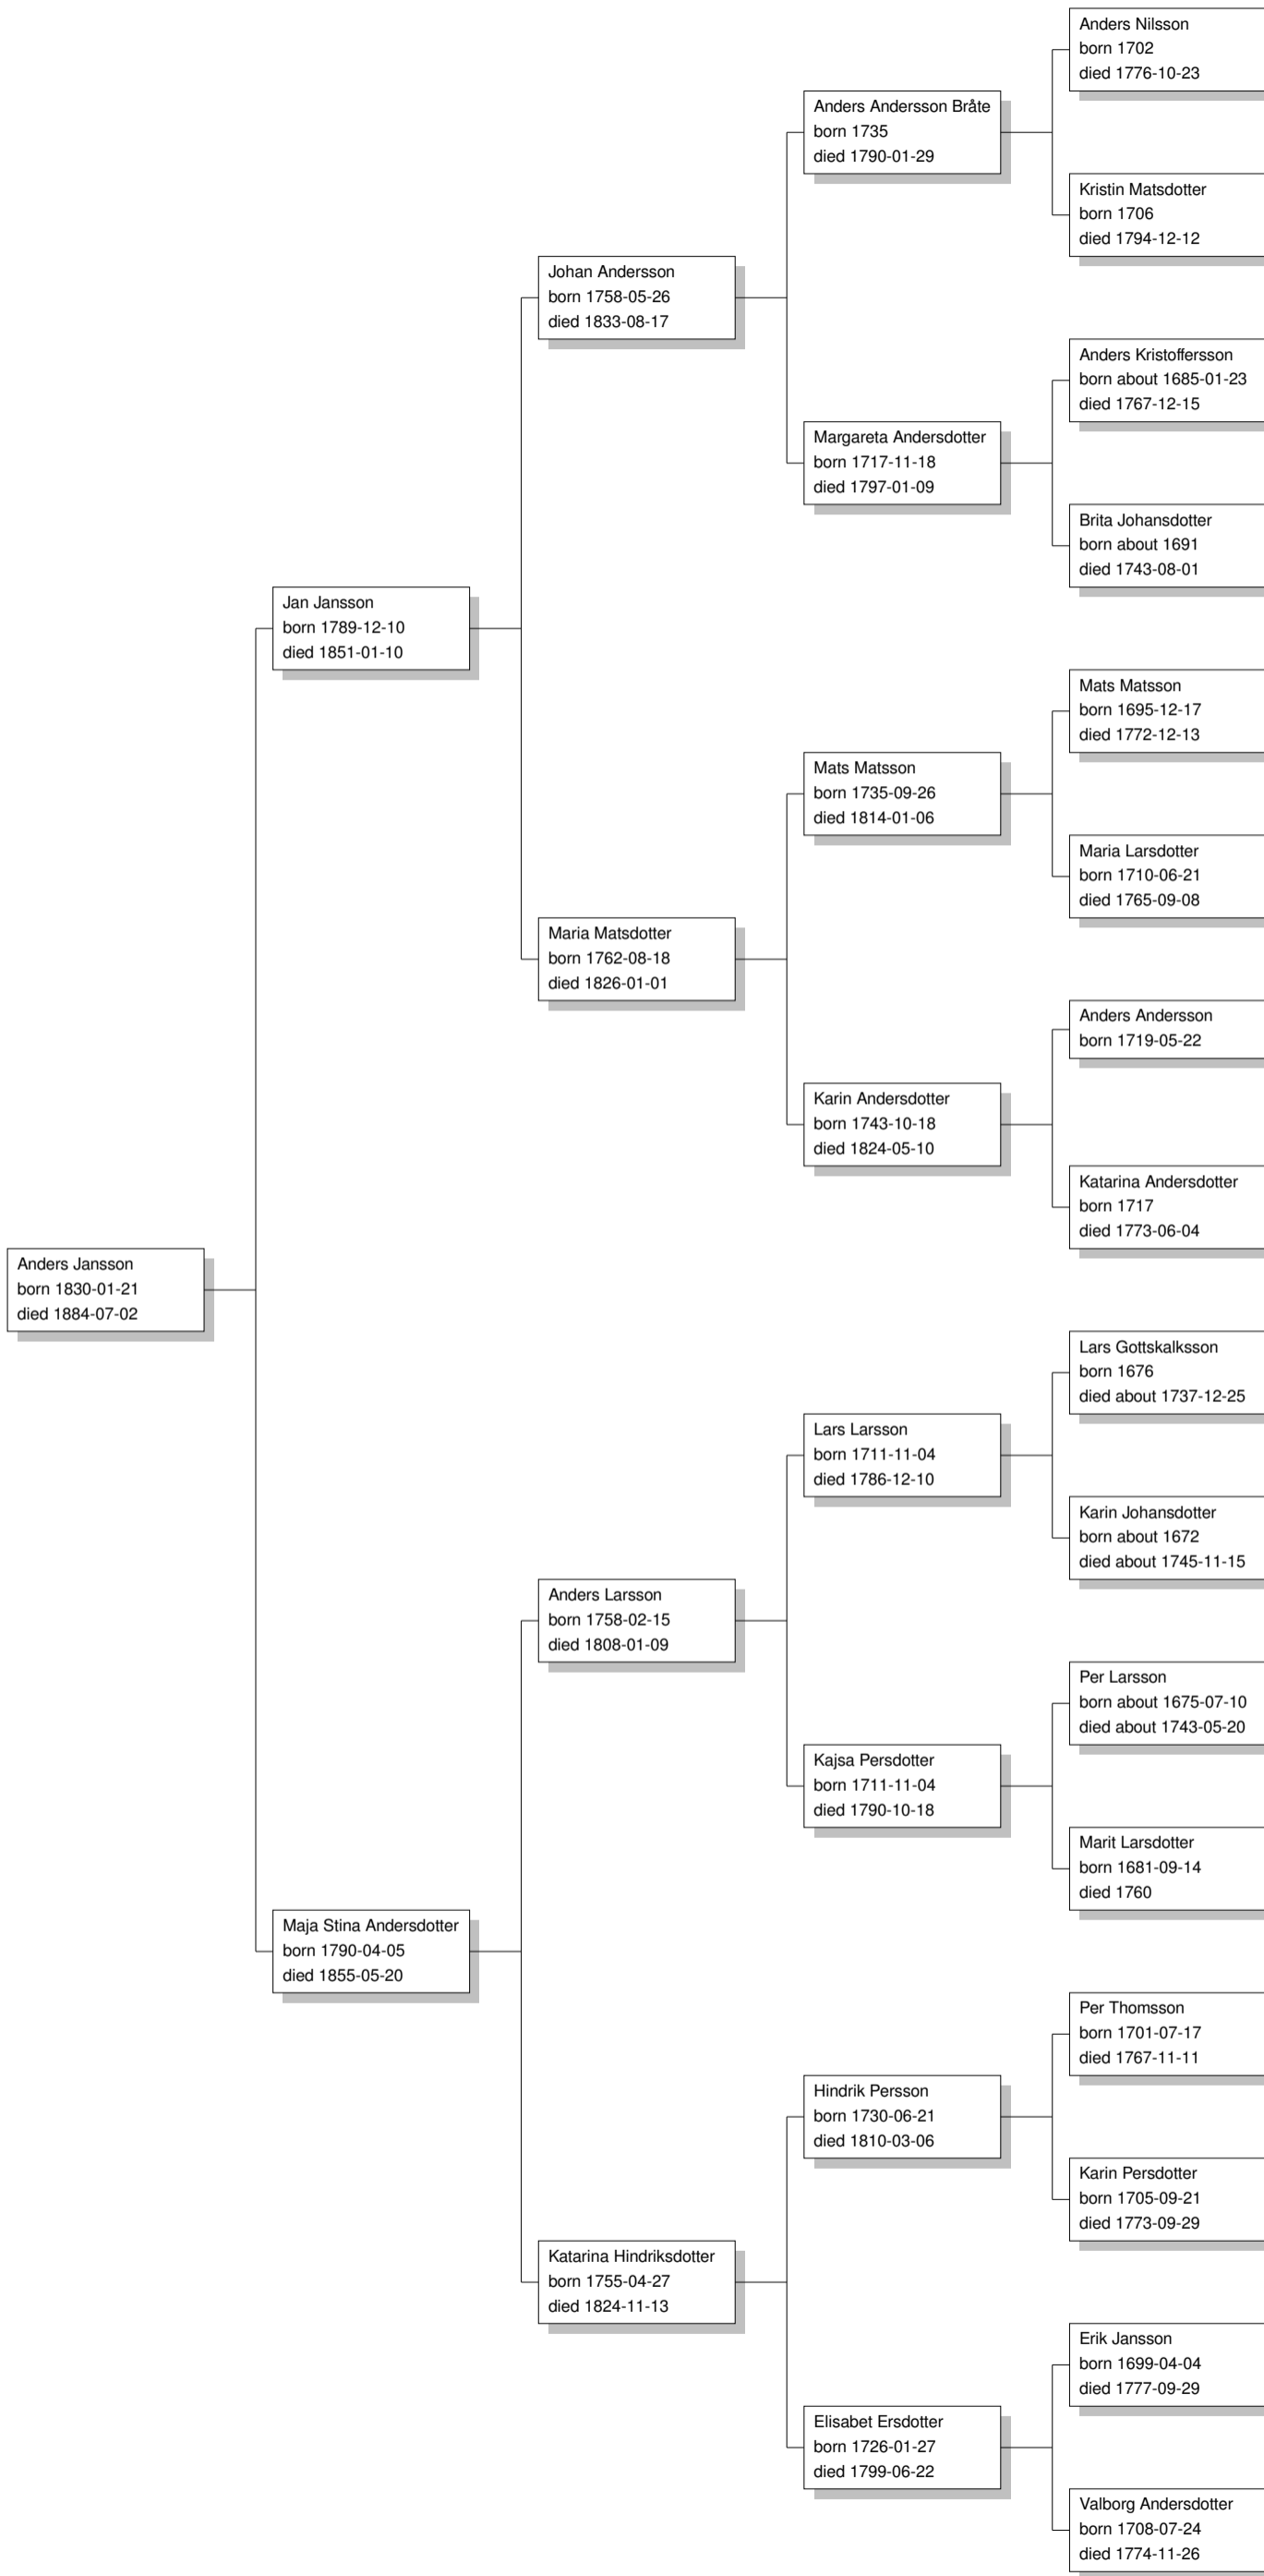 Anders Nilsson
born 1702
died 1776-10-23
Anders Andersson Bråte
born 1735
died 1790-01-29
Kristin Matsdotter
born 1706
died 1794-12-12
Johan Andersson
born 1758-05-26
died 1833-08-17
Anders Kristoffersson
born about 1685-01-23
died 1767-12-15
Margareta Andersdotter
born 1717-11-18
died 1797-01-09
Brita Johansdotter
born about 1691
died 1743-08-01
Jan Jansson
born 1789-12-10
died 1851-01-10
Mats Matsson
born 1695-12-17
died 1772-12-13
Mats Matsson
born 1735-09-26
died 1814-01-06
Maria Larsdotter
born 1710-06-21
died 1765-09-08
Maria Matsdotter
born 1762-08-18
died 1826-01-01
Anders Andersson
born 1719-05-22
Karin Andersdotter
born 1743-10-18
died 1824-05-10
Katarina Andersdotter
born 1717
died 1773-06-04
Anders Jansson
born 1830-01-21
died 1884-07-02
Lars Gottskalksson
born 1676
died about 1737-12-25
Lars Larsson
born 1711-11-04
died 1786-12-10
Karin Johansdotter
born about 1672
died about 1745-11-15
Anders Larsson
born 1758-02-15
died 1808-01-09
Per Larsson
born about 1675-07-10
died about 1743-05-20
Kajsa Persdotter
born 1711-11-04
died 1790-10-18
Marit Larsdotter
born 1681-09-14
died 1760
Maja Stina Andersdotter
born 1790-04-05
died 1855-05-20
Per Thomsson
born 1701-07-17
died 1767-11-11
Hindrik Persson
born 1730-06-21
died 1810-03-06
Karin Persdotter
born 1705-09-21
died 1773-09-29
Katarina Hindriksdotter
born 1755-04-27
died 1824-11-13
Erik Jansson
born 1699-04-04
died 1777-09-29
Elisabet Ersdotter
born 1726-01-27
died 1799-06-22
Valborg Andersdotter
born 1708-07-24
died 1774-11-26